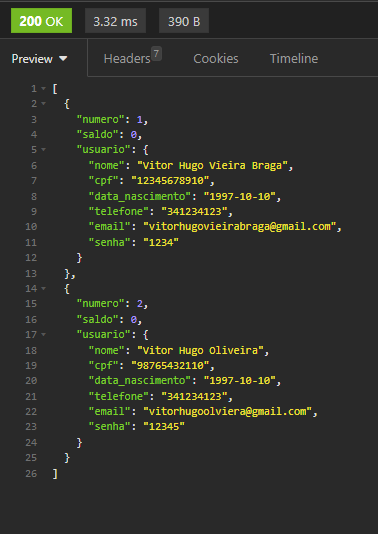 200 OK 3.32 ms 390 B
Preview Headers 7 Cookies Timeline
1 [
2 {
3 "numero": 1,
4 "saldo": 0,
5 "usuario": {
6 "nome": "Vitor Hugo Vieira Braga",
7 "cpf": "12345678910",
8 "data_nascimento": "1997-10-10",
9 "telefone": "341234123",
10 "email": "vitorhugovieirabraga@gmail.com",
11 "senha": "1234"
12 }
13 },
14 {
15 "numero": 2,
16 "saldo": 0,
17 "usuario": {
18 "nome": "Vitor Hugo Oliveira",
19 "cpf": "98765432110",
20 "data_nascimento": "1997-10-10",
21 "telefone": "341234123",
22 "email": "vitorhugoolviera@gmail.com",
23 "senha": "12345"
24 }
25 }
26 ]